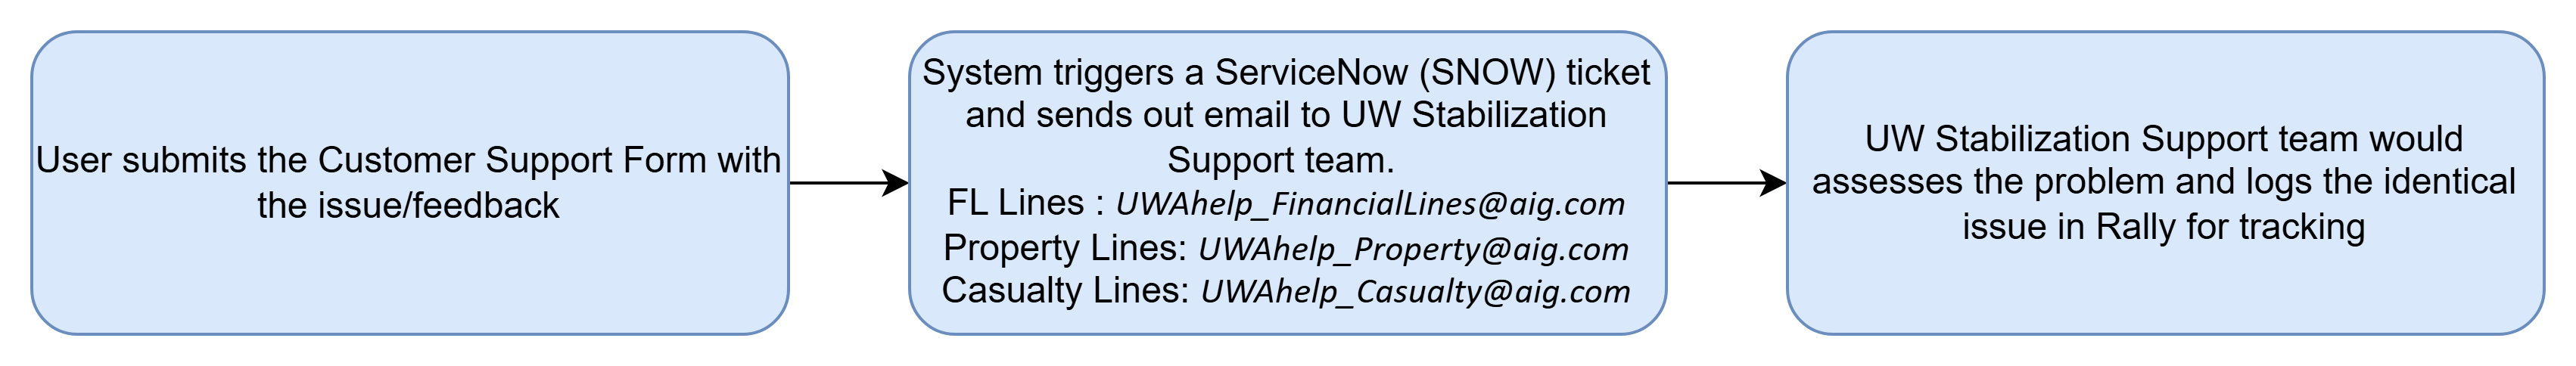 User submits the Customer Support Form with
the issue/feedback
System triggers a ServiceNow (SNOW) ticket
and sends out email to UW Stabilization
Support team.
FL Lines : UWAhelp_FinancialLines@aig.com
Property Lines: UWAhelp_Property@aig.com
Casualty Lines: UWAhelp_Casualty@aig.com
UW Stabilization Support team would
assesses the problem and logs the identical
issue in Rally for tracking